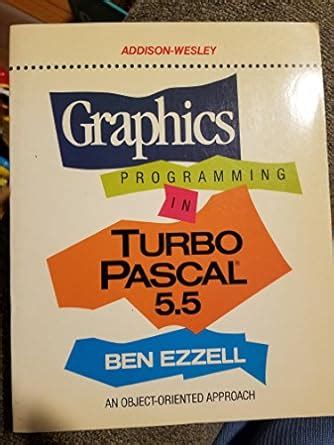 ADDISON-WESLEY
Graphics
PROGRAMMING
IN
TURBO
PASCAL®
5.5
BEN EZZELL
AN OBJECT-ORIENTED APPROACH